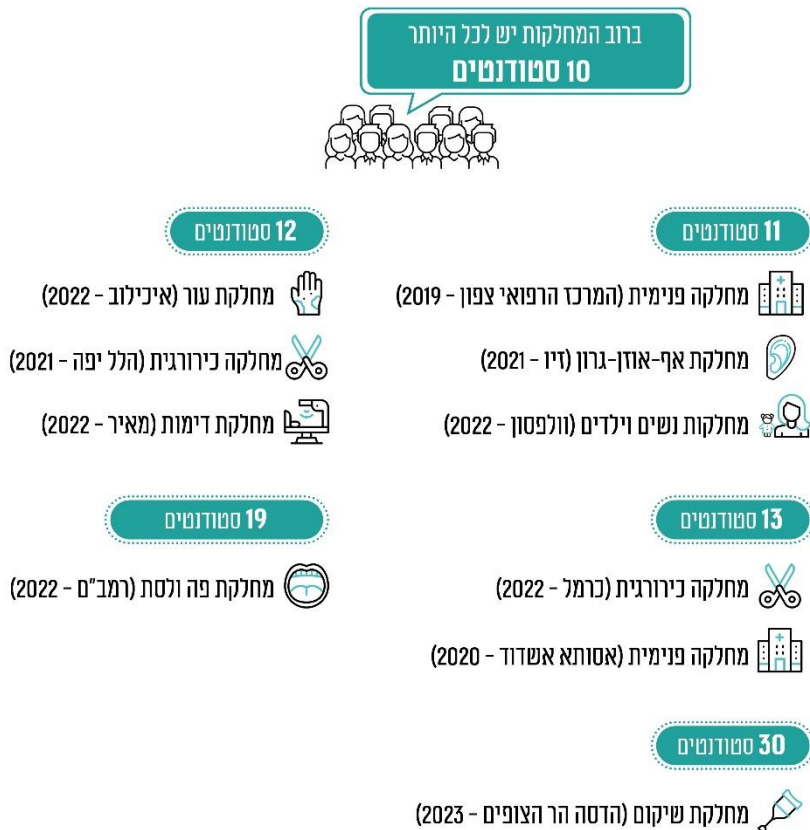 ברוב המחלקות יש לכל היותר
10 סטודנטים
11 סטודנטים
מחלקה פנימית (המרכז הרפואי צפון - 2019)
מחלקת אף-אוזן-גרון (זיו - 2021)
מחלקות נשים וילדים (וולפסון - 2022)
12 סטודנטים
מחלקת עור (איכילוב - 2022)
מחלקה כירורגית (הלל יפה - 2021)
מחלקת דימות (מאיר - 2022)
13 סטודנטים
מחלקה כירורגית (כרמל - 2022)
מחלקה פנימית (אסותא אשדוד - 2020)
19 סטודנטים
מחלקת פה ולסת (רמב"ם - 2022)
30 סטודנטים
מחלקת שיקום (הדסה הר הצופים - 2023)